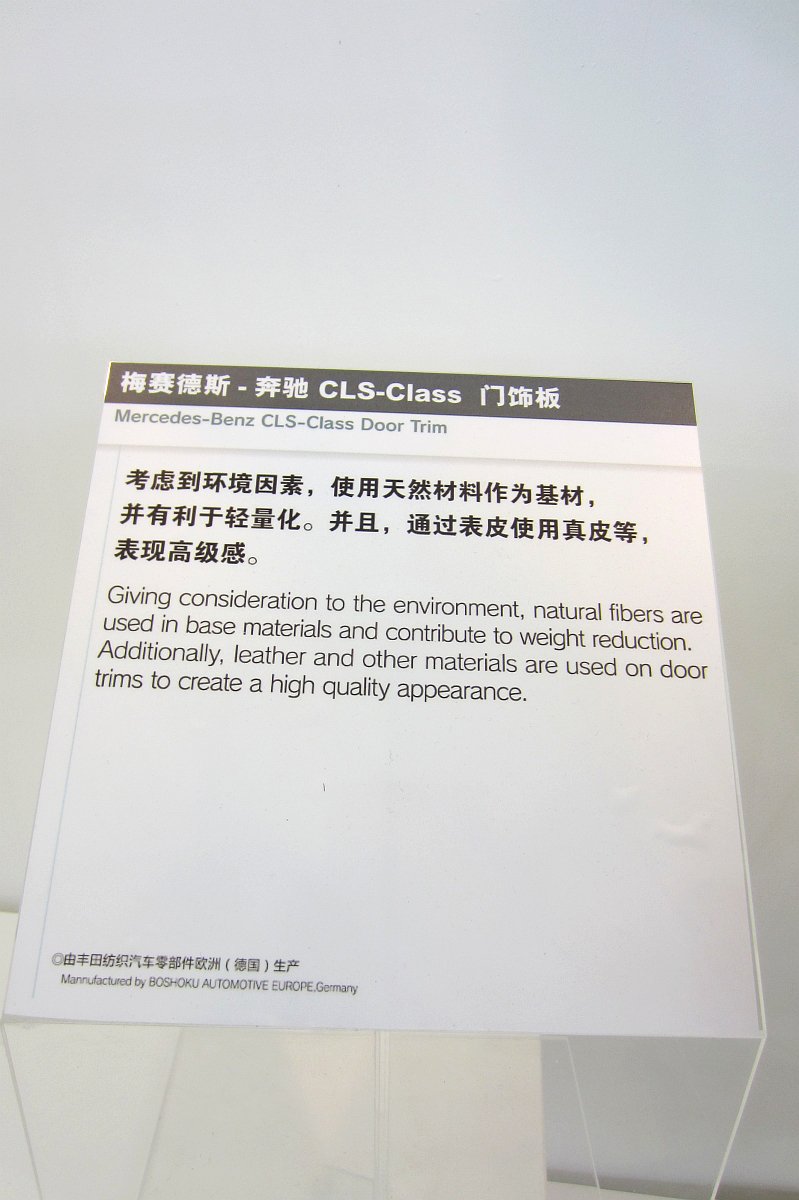 梅赛德斯-奔驰 CLS-Class 门饰板
Mercedes-Benz CLS-Class Door Trim
考虑到环境因素，使用天然材料作为基材，
并有利于轻量化。并且，通过表皮使用真皮等，
表现高级感。
Giving consideration to the environment, natural fibers are
used in base materials and contribute to weight reduction.
Additionally, leather and other materials are used on door
trims to create a high quality appearance.
◎由丰田纺织汽车零部件欧洲（德国）生产
Mannufactured by BOSHOKU AUTOMOTIVE EUROPE,Germany